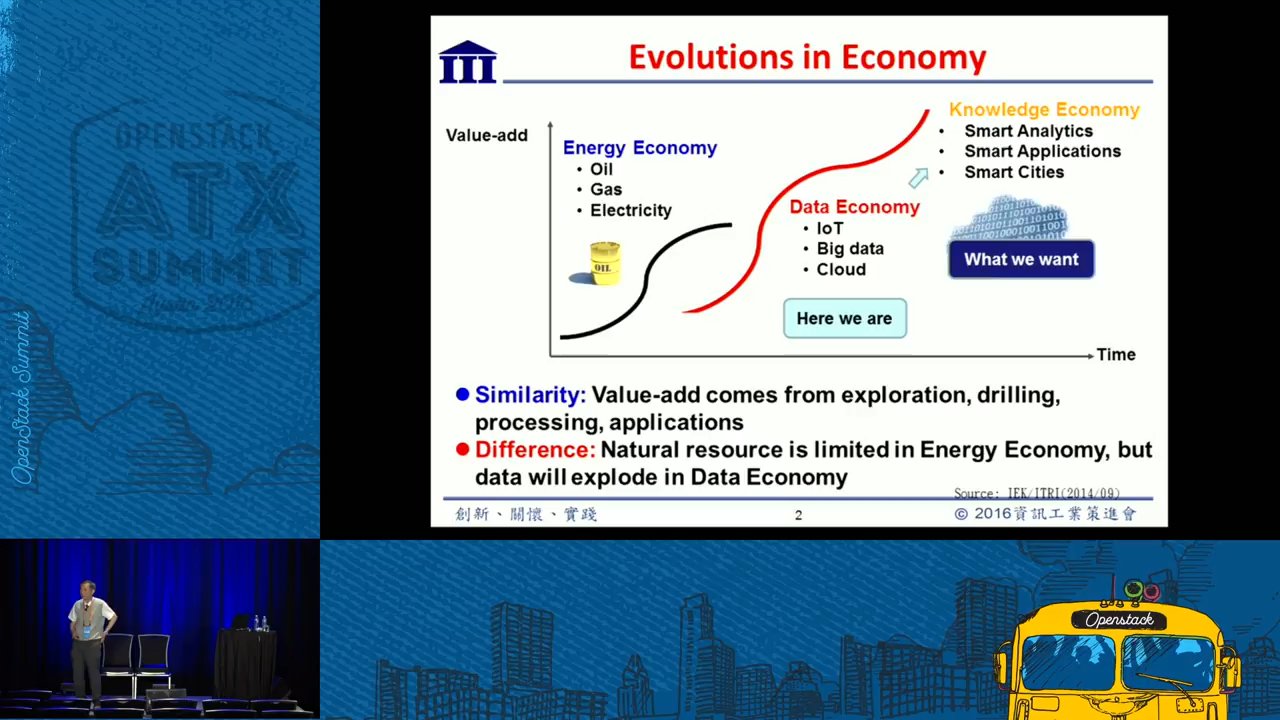 OPENSTACK
ATX
SUMMIT
Austin 2016
OpenStack Summit
Evolutions in Economy
Value-add
Energy Economy
• Oil
• Gas
• Electricity
OIL
Knowledge Economy
• Smart Analytics
• Smart Applications
• Smart Cities
Data Economy
• IoT
• Big data
• Cloud
What we want
Here we are
Time
Similarity: Value-add comes from exploration, drilling,
processing, applications
Difference: Natural resource is limited in Energy Economy, but
data will explode in Data Economy
Source: IEK/ITRI(2014/09)
創新、關懷、實踐
2
© 2016資訊工業策進會
Openstack